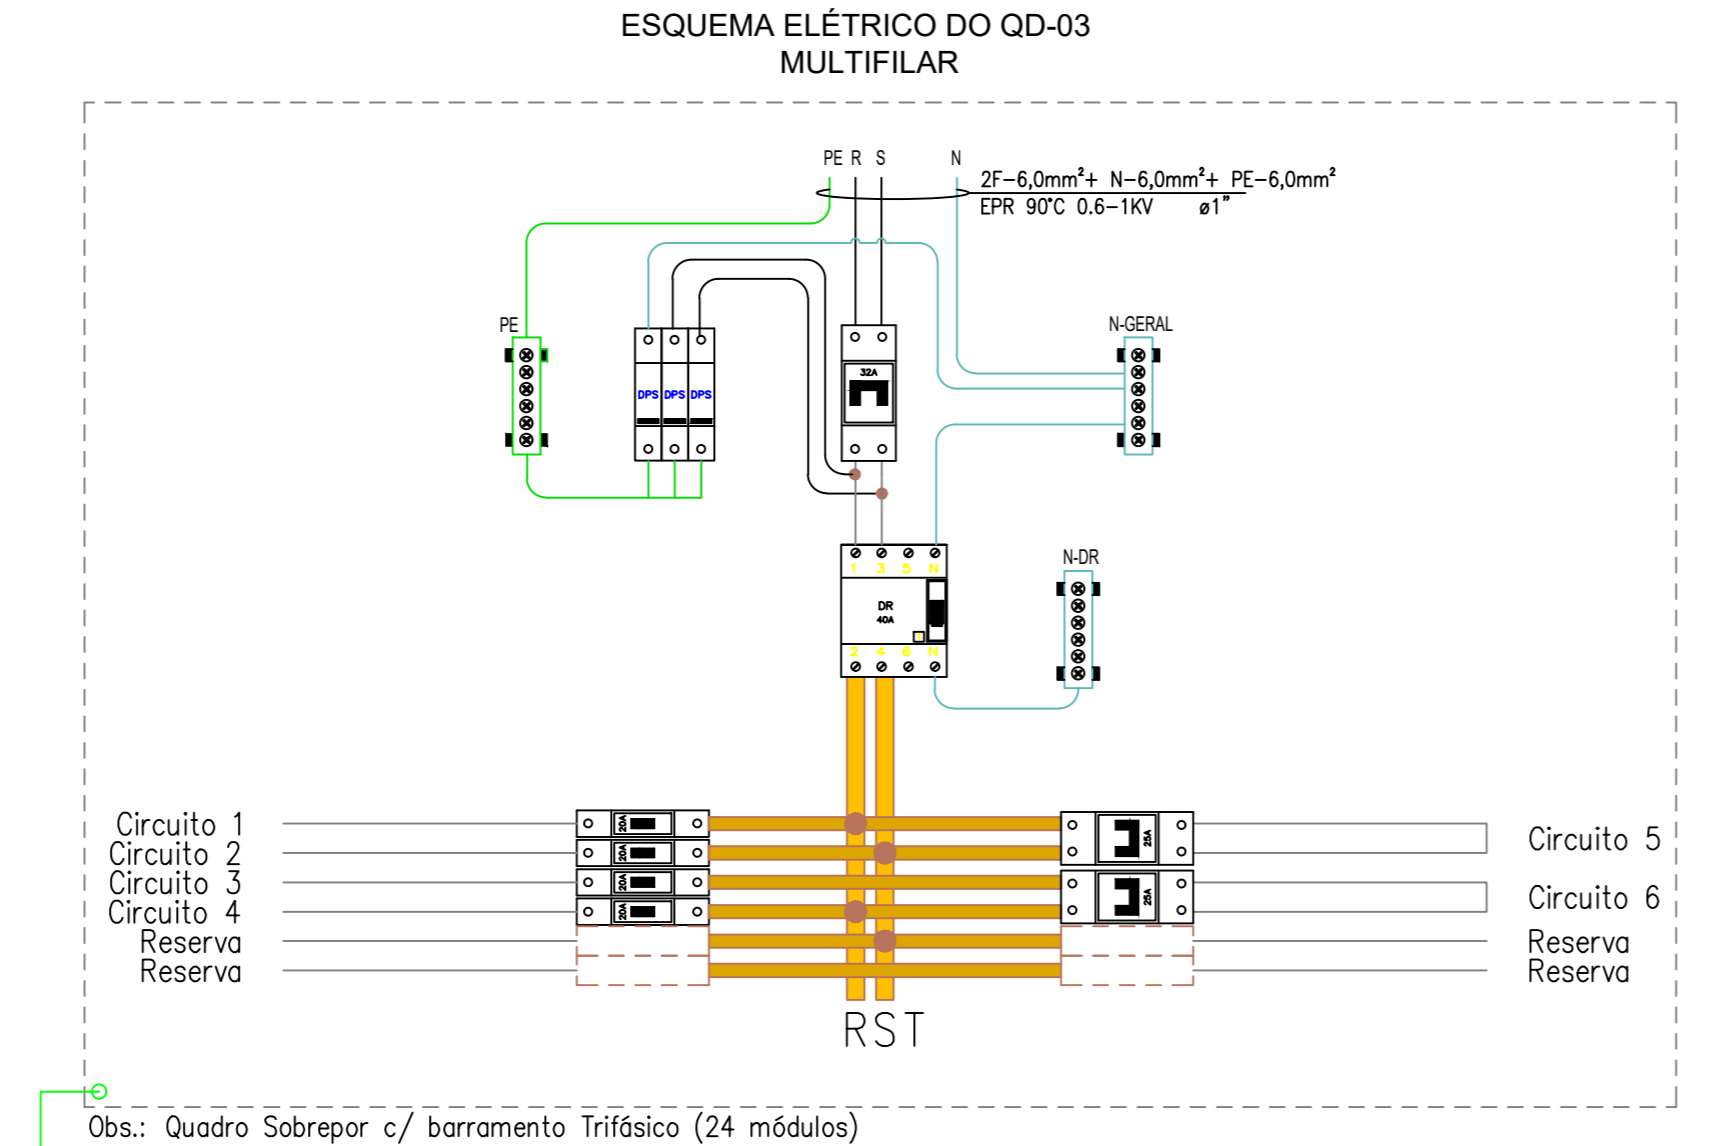 ESQUEMA ELÉTRICO DO QD-03
MULTIFILAR
PE R S N
2F-6,0mm²+ N-6,0mm²+ PE-6,0mm²
EPR 90°C 0.6-1KV ø1"
PE
N-GERAL
32A
DPS DPS DPS
N-DR
1 3 5 N
DR
40A
T
2 4 6 N
Circuito 1
20A
25A
Circuito 5
Circuito 2
20A
Circuito 3
20A
25A
Circuito 6
Circuito 4
20A
Reserva
Reserva
Reserva
Reserva
RST
Obs.: Quadro Sobrepor c/ barramento Trifásico (24 módulos)